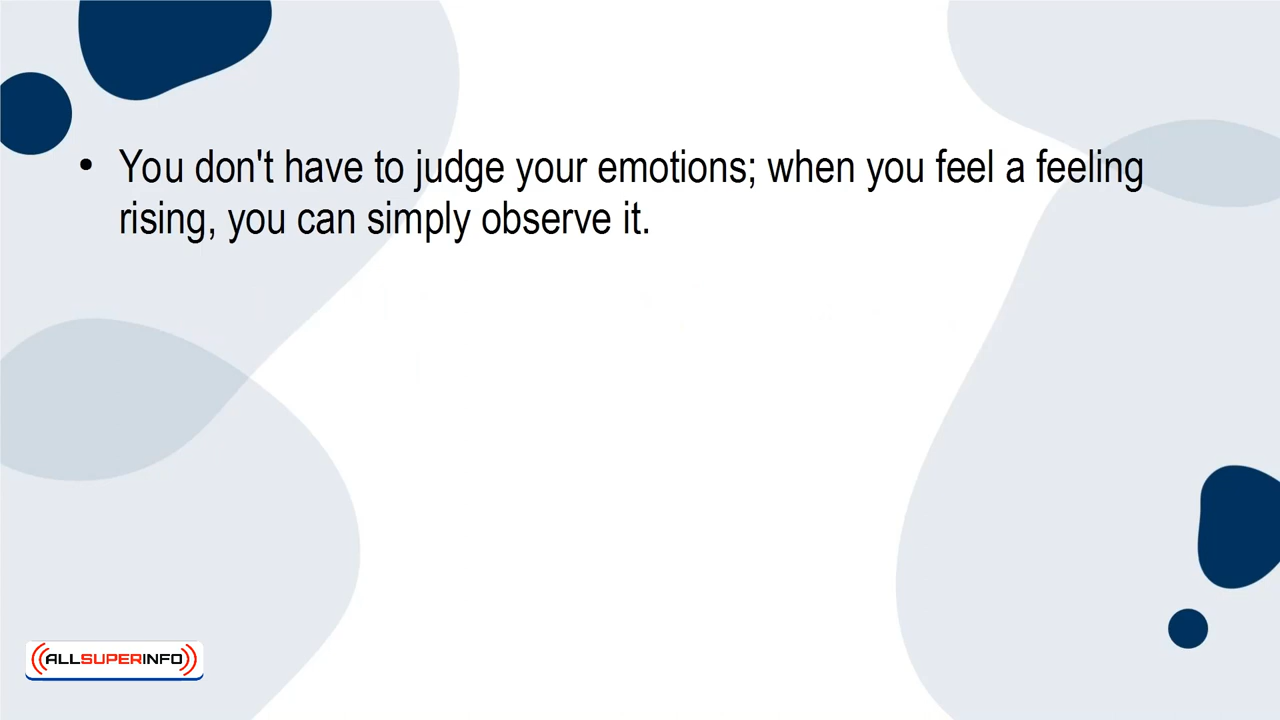 • You don't have to judge your emotions; when you feel a feeling
rising, you can simply observe it.
ALLSUPERINFO